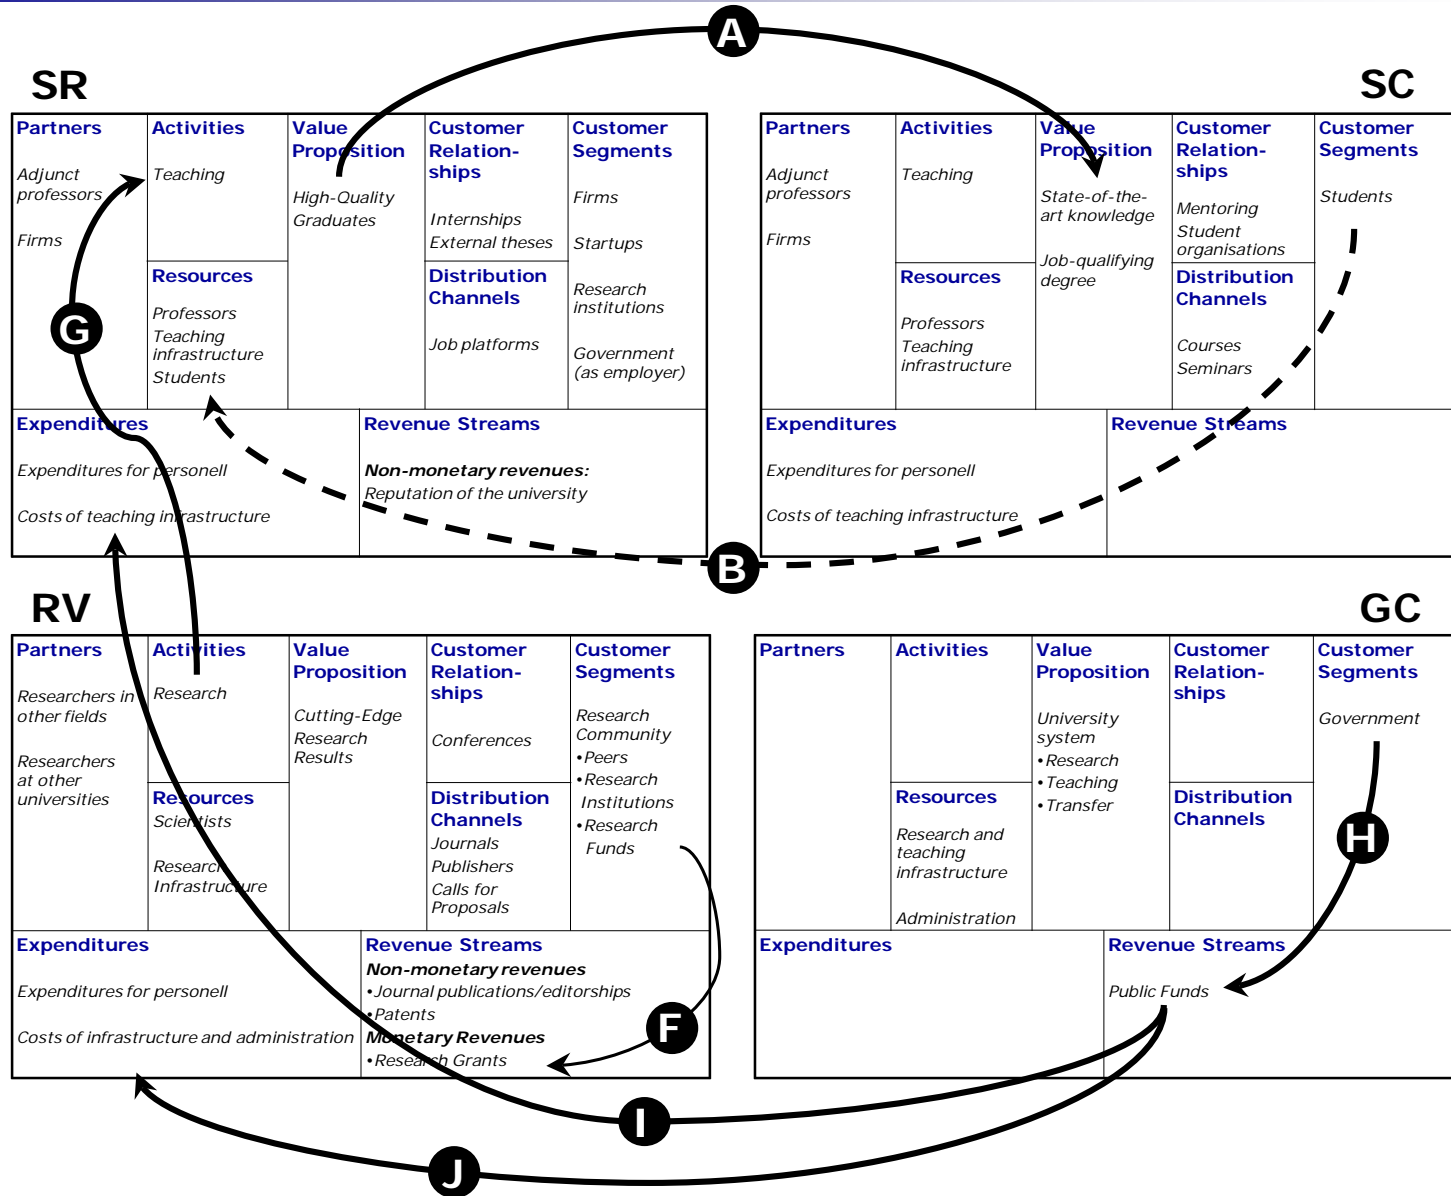 A
SR
Partners
Adjunct
professors
Firms
Activities
Teaching
Resources
Professors
Teaching
infrastructure
Students
Value
Proposition
High-Quality
Graduates
Customer
Relation-
ships
Internships
External theses
Distribution
Channels
Job platforms
Customer
Segments
Firms
Startups
Research
institutions
Government
(as employer)
Expenditures
Expenditures for personell
Costs of teaching infrastructure
Revenue Streams
Non-monetary revenues:
Reputation of the university
G
SC
Partners
Adjunct
professors
Firms
Activities
Teaching
Resources
Professors
Teaching
infrastructure
Value
Proposition
State-of-the-
art knowledge
Job-qualifying
degree
Customer
Relation-
ships
Mentoring
Student
organisations
Distribution
Channels
Courses
Seminars
Customer
Segments
Students
Expenditures
Expenditures for personell
Costs of teaching infrastructure
Revenue Streams
B
RV
Partners
Researchers in
other fields
Researchers
at other
universities
Activities
Research
Resources
Scientists
Research
Infrastructure
Value
Proposition
Cutting-Edge
Research
Results
Customer
Relation-
ships
Conferences
Distribution
Channels
Journals
Publishers
Calls for
Proposals
Customer
Segments
Research
Community
•Peers
•Research
Institutions
•Research
Funds
Expenditures
Expenditures for personell
Costs of infrastructure and administration
Revenue Streams
Non-monetary revenues
•Journal publications/editorships
•Patents
Monetary Revenues
•Research Grants
F
GC
Partners
Activities
Resources
Research and
teaching
infrastructure
Administration
Value
Proposition
University
system
•Research
•Teaching
•Transfer
Customer
Relation-
ships
Distribution
Channels
Customer
Segments
Government
H
Expenditures
Revenue Streams
Public Funds
I
J